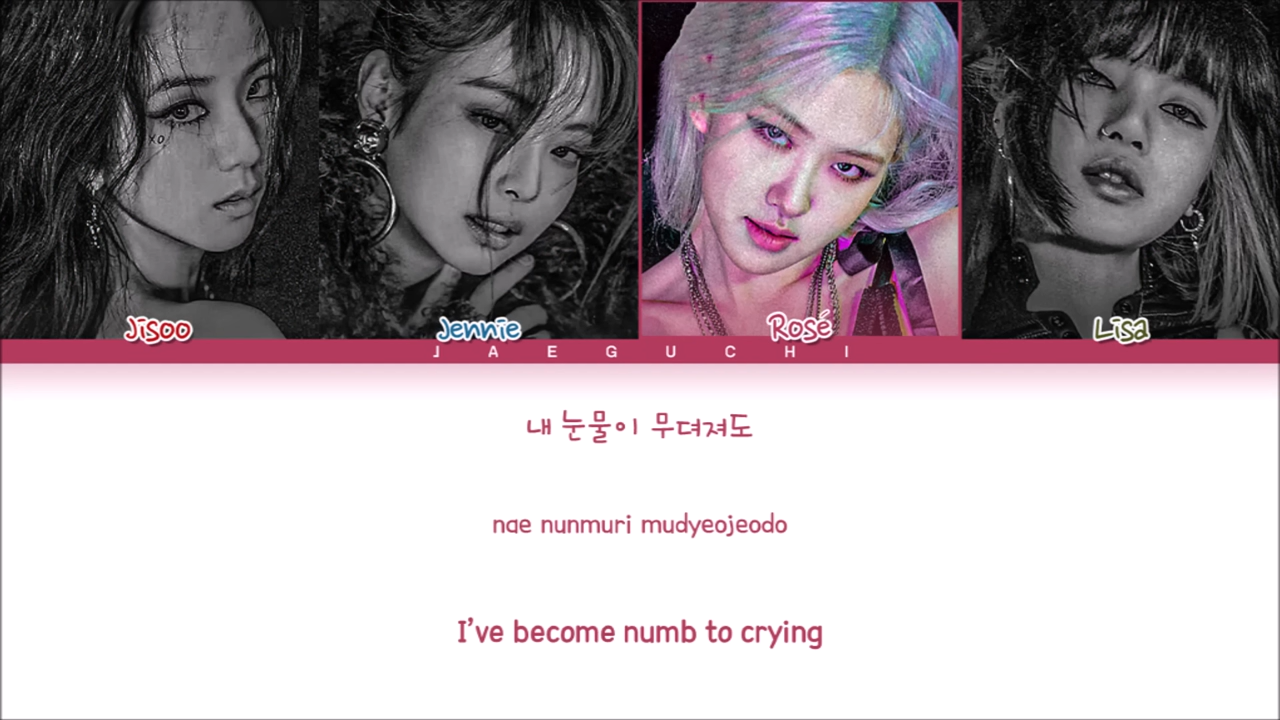 Jisoo
Jennie
Rosé
Lisa
JAEGUCHI
내 눈물이 무뎌져도
nae nunmuri mudyeojeodo
I've become numb to crying